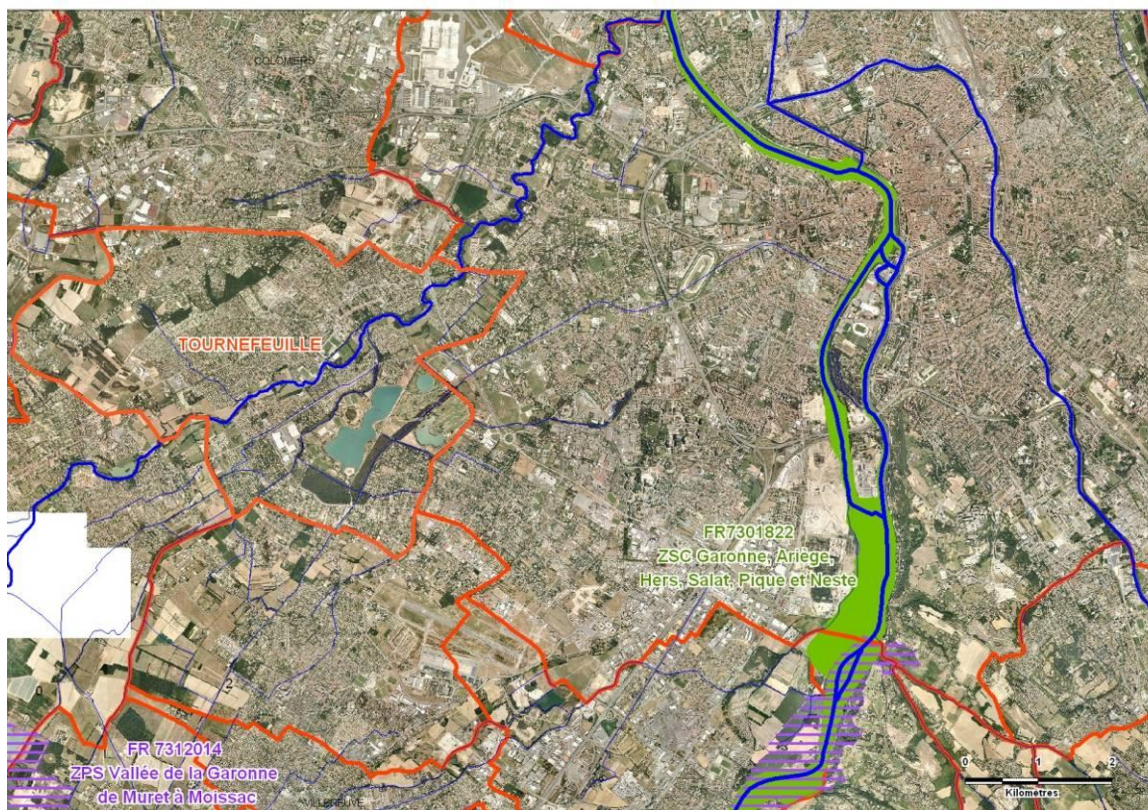 COLOMIERS
TOURNEFEUILLE
FR7301822
ZSC Garonne, Ariège,
Hers, Salat, Pique et Neste
FR 7312014
ZPS Vallée de la Garonne
de Muret à Moissac
VILLENEUVE
0 1 2
Kilomètres